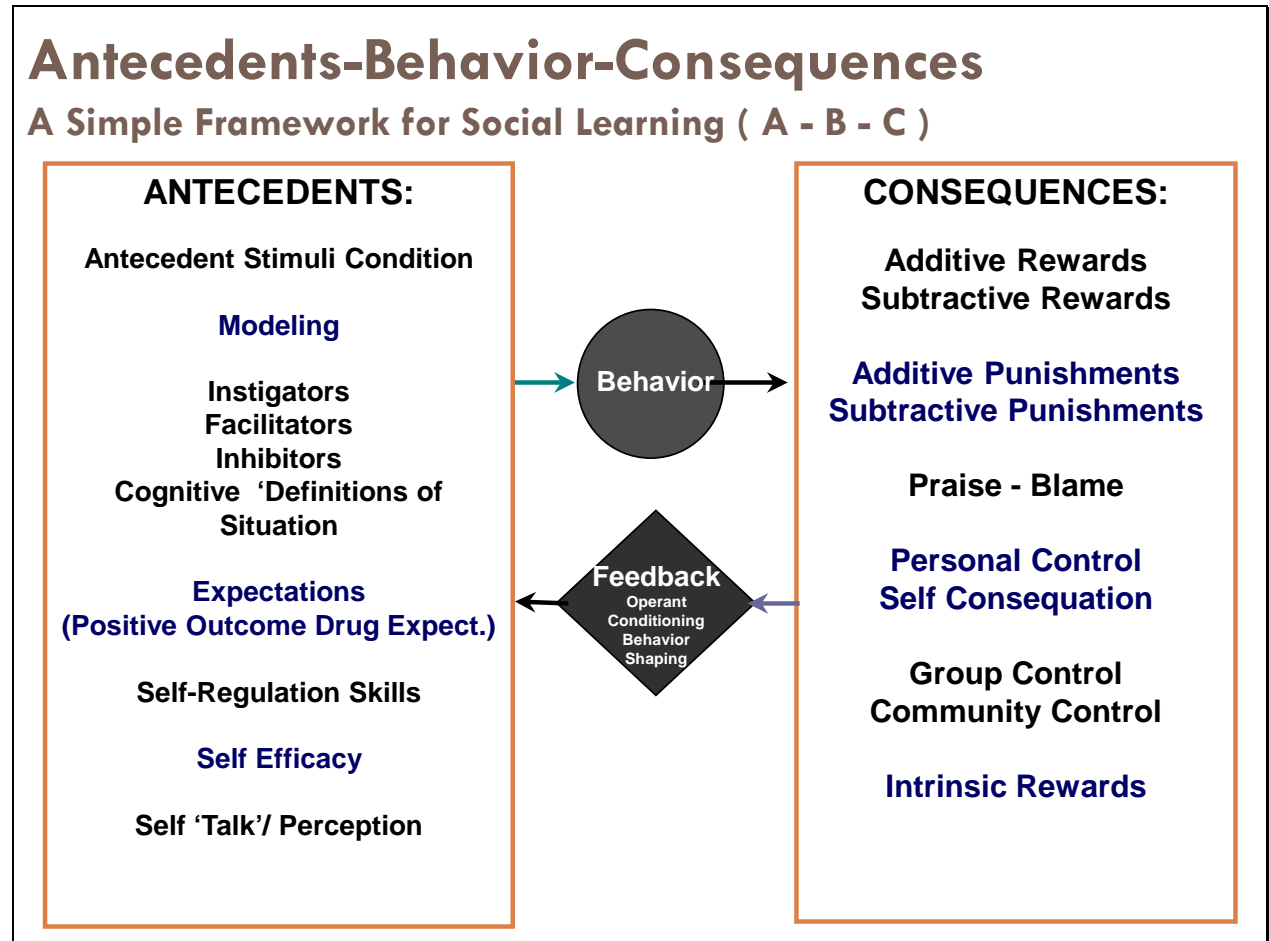 Antecedents-Behavior-Consequences
A Simple Framework for Social Learning ( A - B - C )
ANTECEDENTS:
Antecedent Stimuli Condition
Modeling
Instigators
Facilitators
Inhibitors
Cognitive ‘Definitions of
Situation
Expectations
(Positive Outcome Drug Expect.)
Self-Regulation Skills
Self Efficacy
Self ‘Talk’/ Perception
Behavior
Feedback
Operant
Conditioning
Behavior
Shaping
CONSEQUENCES:
Additive Rewards
Subtractive Rewards
Additive Punishments
Subtractive Punishments
Praise - Blame
Personal Control
Self Consequation
Group Control
Community Control
Intrinsic Rewards